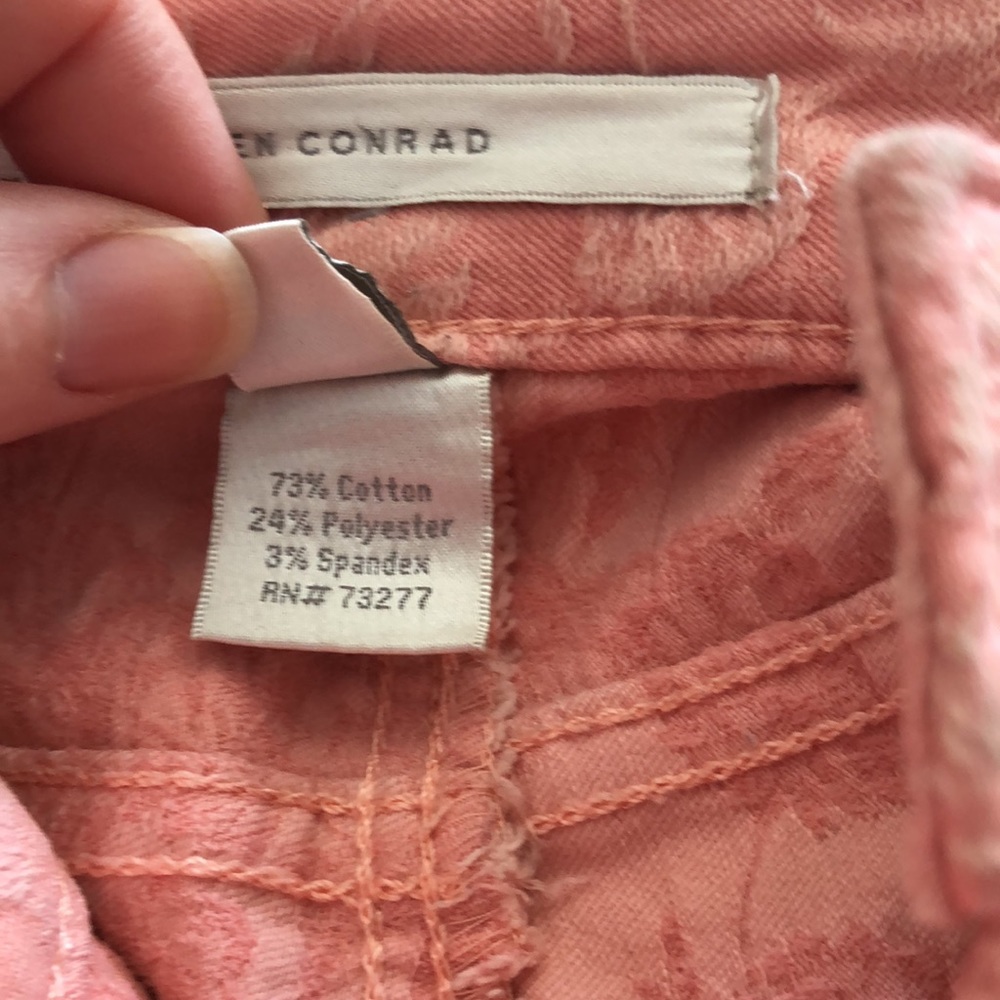 EN CONRAD
73% Cotton
24% Polyester
3% Spandex
RN# 73277